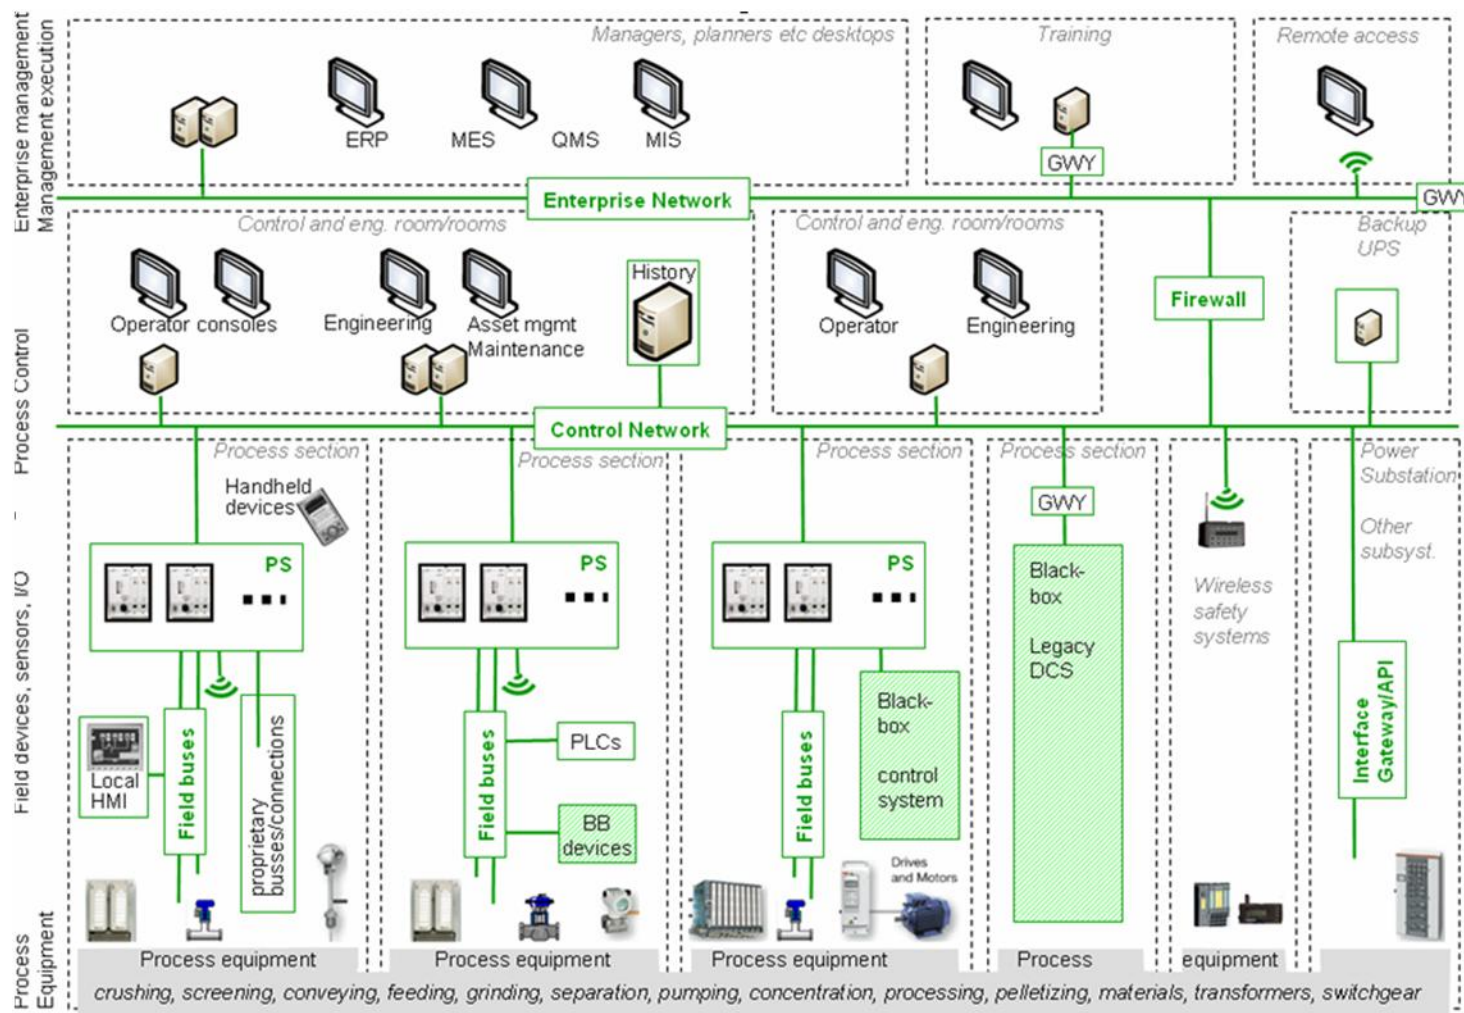 Enterprise management
Management execution
Managers, planners etc desktops
Training
Remote access
ERP
MES
QMS
MIS
GWY
Enterprise Network
GWY
Control and eng. room/rooms
Control and eng. room/rooms
Backup
UPS
History
Firewall
Operator consoles
Engineering
Asset mgmt
Maintenance
Operator
Engineering
Process Control
Control Network
Process section
Process section
Process section
Process section
Power
Substation
Other
subsyst.
Handheld
devices
GWY
PS
PS
PS
Black-
box
Legacy
DCS
Wireless
safety
systems
Field devices, sensors, I/O
Local
HMI
Field buses
proprietary
busses/connections
Field buses
PLCs
BB
devices
Field buses
Black-
box
control
system
Interface
Gateway/API
Drives
and Motors
Process
Equipment
Process equipment
Process equipment
Process equipment
Process
equipment
crushing, screening, conveying, feeding, grinding, separation, pumping, concentration, processing, pelletizing, materials, transformers, switchgear